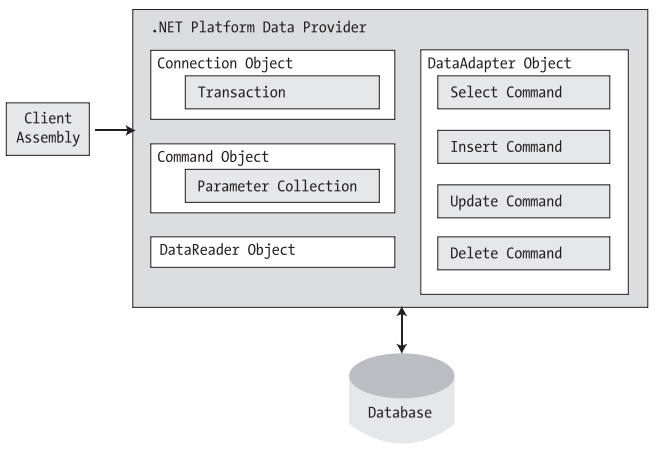 .NET Platform Data Provider
Client
Assembly
Connection Object
Transaction
Command Object
Parameter Collection
DataReader Object
DataAdapter Object
Select Command
Insert Command
Update Command
Delete Command
Database